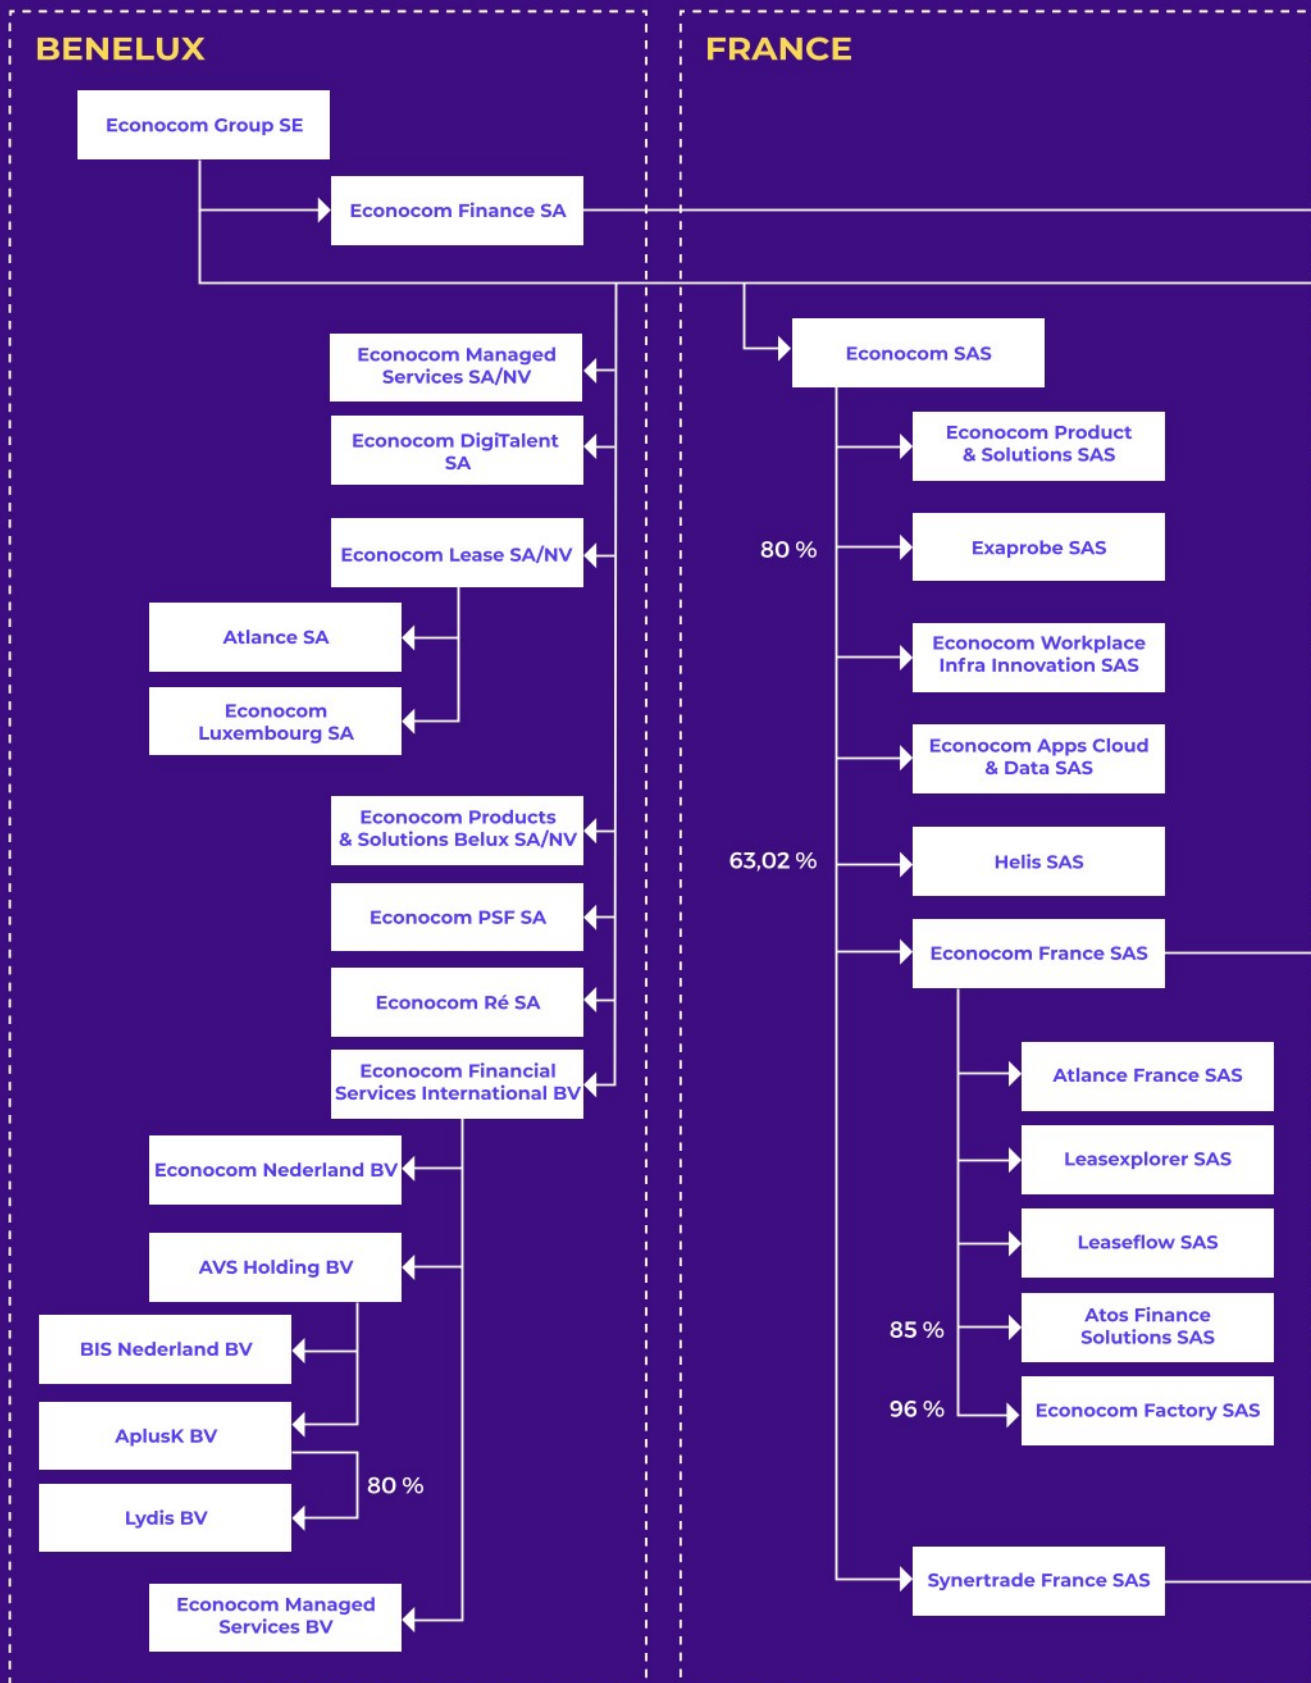 BENELUX
Econocom Group SE
Econocom Finance SA
Econocom Managed
Services SA/NV
Econocom DigiTalent
SA
Econocom Lease SA/NV
Atlance SA
Econocom
Luxembourg SA
Econocom Products
& Solutions Belux SA/NV
Econocom PSF SA
Econocom Ré SA
Econocom Financial
Services International BV
Econocom Nederland BV
AVS Holding BV
BIS Nederland BV
AplusK BV
80 %
Lydis BV
Econocom Managed
Services BV
FRANCE
Econocom SAS
Econocom Product
& Solutions SAS
80 %
Exaprobe SAS
Econocom Workplace
Infra Innovation SAS
Econocom Apps Cloud
& Data SAS
63,02 %
Helis SAS
Econocom France SAS
Atlance France SAS
Leasexplorer SAS
Leaseflow SAS
85 %
Atos Finance
Solutions SAS
96 %
Econocom Factory SAS
Synertrade France SAS